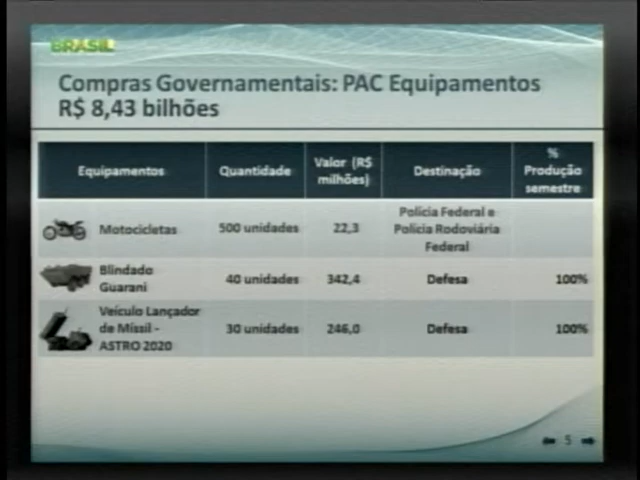 BRASIL
Compras Governamentais: PAC Equipamentos
R$ 8,43 bilhões
Equipamentos
Quantidade
Valor (R$
milhões)
Destinação
%
Produção
semestre
Motocicletas
500 unidades
22,3
Polícia Federal e
Polícia Rodoviária
Federal
Blindado
Guarani
40 unidades
342,4
Defesa
100%
Veículo Lançador
de Míssil -
ASTRO 2020
30 unidades
246,0
Defesa
100%
5